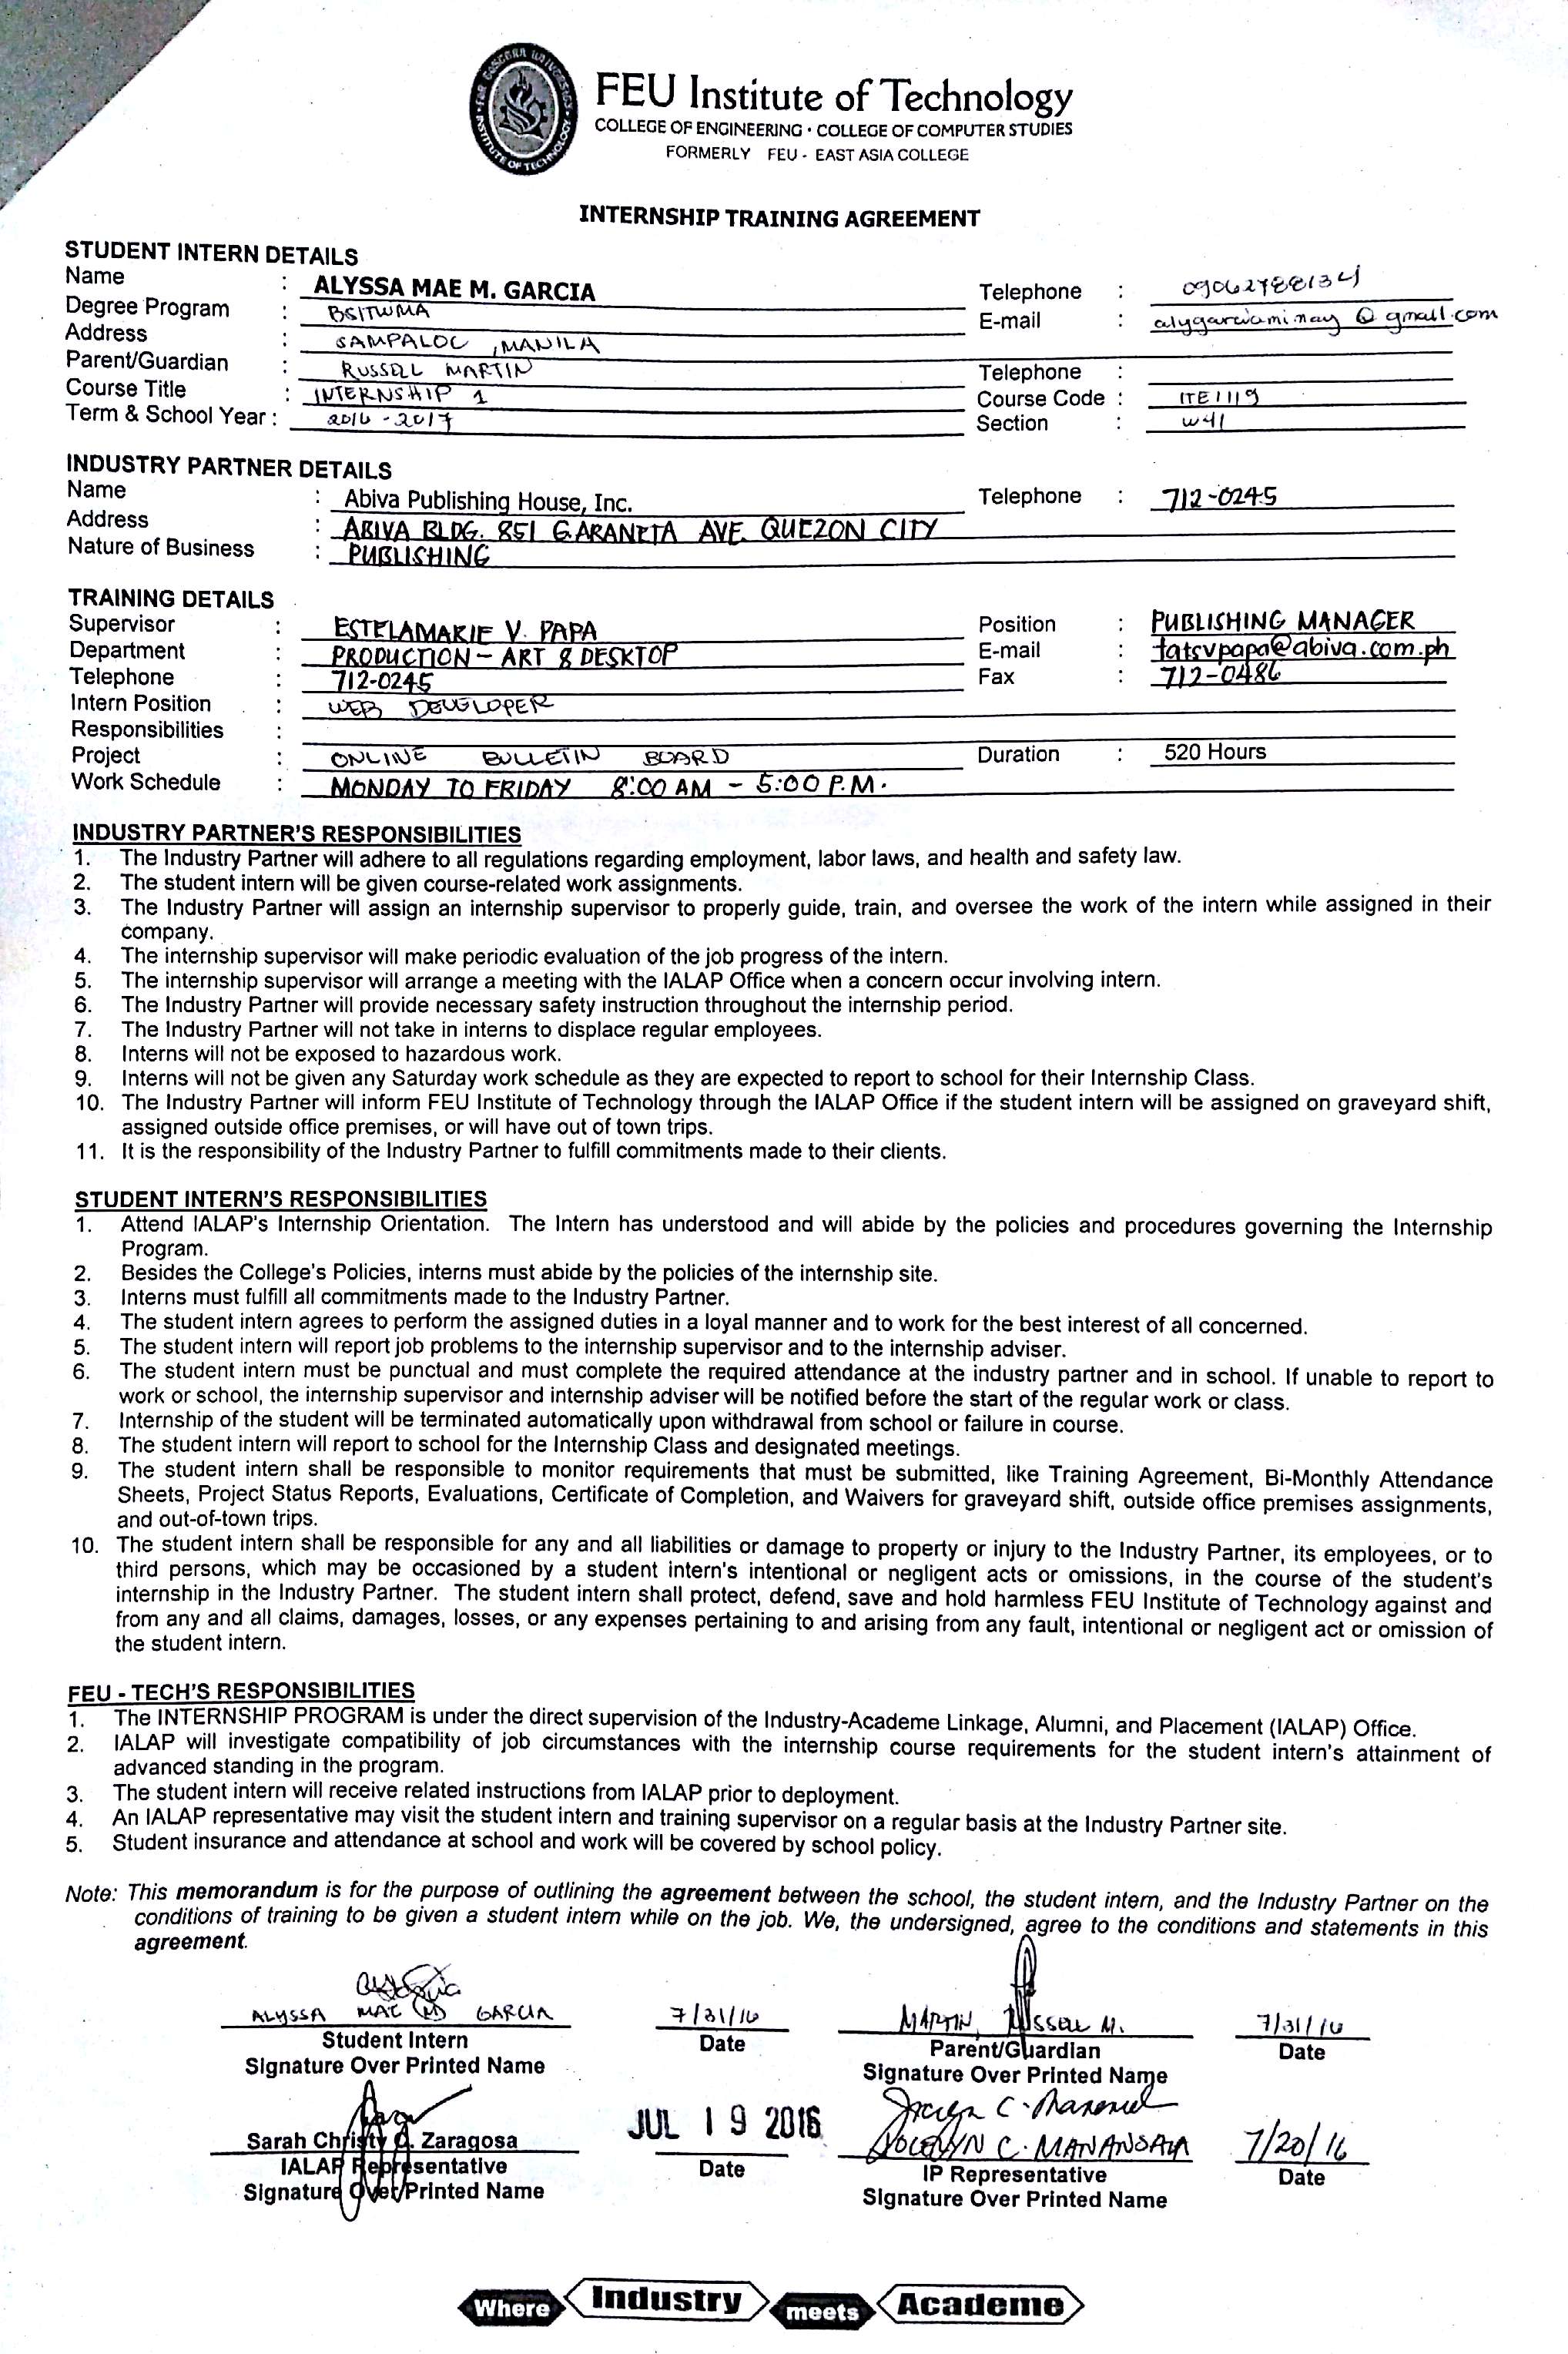 FAR EASTERN UNIVERSITY INSTITUTE OF TECHNOLOGY
FEU Institute of Technology
COLLEGE OF ENGINEERING • COLLEGE OF COMPUTER STUDIES
FORMERLY FEU - EAST ASIA COLLEGE
INTERNSHIP TRAINING AGREEMENT
STUDENT INTERN DETAILS
Name : ALYSSA MAE M. GARCIA Telephone : 09062788134
Degree Program : BSITWMA E-mail : alygarciaminay@gmail.com
Address : SAMPALOC, MANILA
Parent/Guardian : RUSSELL MARTIN Telephone :
Course Title : INTERNSHIP 1 Course Code : ITE1119
Term & School Year : 2016-2017 Section : W41
INDUSTRY PARTNER DETAILS
Name : Abiva Publishing House, Inc. Telephone : 712-0245
Address : ABIVA BLDG. 851 G.ARANETA AVE. QUEZON CITY
Nature of Business : PUBLISHING
TRAINING DETAILS
Supervisor : ESTELAMARIE V. PAPA Position : PUBLISHING MANAGER
Department : PRODUCTION - ART & DESKTOP E-mail : tatsvpapa@abiva.com.ph
Telephone : 712-0245 Fax : 712-0486
Intern Position : WEB DEVELOPER
Responsibilities :
Project : ONLINE BULLETIN BOARD Duration : 520 Hours
Work Schedule : MONDAY TO FRIDAY 8:00 AM - 5:00 P.M.
INDUSTRY PARTNER'S RESPONSIBILITIES
1. The Industry Partner will adhere to all regulations regarding employment, labor laws, and health and safety law.
2. The student intern will be given course-related work assignments.
3. The Industry Partner will assign an internship supervisor to properly guide, train, and oversee the work of the intern while assigned in their
company.
4. The internship supervisor will make periodic evaluation of the job progress of the intern.
5. The internship supervisor will arrange a meeting with the IALAP Office when a concern occur involving intern.
6. The Industry Partner will provide necessary safety instruction throughout the internship period.
7. The Industry Partner will not take in interns to displace regular employees.
8. Interns will not be exposed to hazardous work.
9. Interns will not be given any Saturday work schedule as they are expected to report to school for their Internship Class.
10. The Industry Partner will inform FEU Institute of Technology through the IALAP Office if the student intern will be assigned on graveyard shift,
assigned outside office premises, or will have out of town trips.
11. It is the responsibility of the Industry Partner to fulfill commitments made to their clients.
STUDENT INTERN'S RESPONSIBILITIES
1. Attend IALAP's Internship Orientation. The Intern has understood and will abide by the policies and procedures governing the Internship
Program.
2. Besides the College's Policies, interns must abide by the policies of the internship site.
3. Interns must fulfill all commitments made to the Industry Partner.
4. The student intern agrees to perform the assigned duties in a loyal manner and to work for the best interest of all concerned.
5. The student intern will report job problems to the internship supervisor and to the internship adviser.
6. The student intern must be punctual and must complete the required attendance at the industry partner and in school. If unable to report to
work or school, the internship supervisor and internship adviser will be notified before the start of the regular work or class.
7. Internship of the student will be terminated automatically upon withdrawal from school or failure in course.
8. The student intern will report to school for the Internship Class and designated meetings.
9. The student intern shall be responsible to monitor requirements that must be submitted, like Training Agreement, Bi-Monthly Attendance
Sheets, Project Status Reports, Evaluations, Certificate of Completion, and Waivers for graveyard shift, outside office premises assignments,
and out-of-town trips.
10. The student intern shall be responsible for any and all liabilities or damage to property or injury to the Industry Partner, its employees, or to
third persons, which may be occasioned by a student intern's intentional or negligent acts or omissions, in the course of the student's
internship in the Industry Partner. The student intern shall protect, defend, save and hold harmless FEU Institute of Technology against and
from any and all claims, damages, losses, or any expenses pertaining to and arising from any fault, intentional or negligent act or omission of
the student intern.
FEU - TECH'S RESPONSIBILITIES
1. The INTERNSHIP PROGRAM is under the direct supervision of the Industry-Academe Linkage, Alumni, and Placement (IALAP) Office.
2. IALAP will investigate compatibility of job circumstances with the internship course requirements for the student intern's attainment of
advanced standing in the program.
3. The student intern will receive related instructions from IALAP prior to deployment.
4. An IALAP representative may visit the student intern and training supervisor on a regular basis at the Industry Partner site.
5. Student insurance and attendance at school and work will be covered by school policy.
Note: This memorandum is for the purpose of outlining the agreement between the school, the student intern, and the Industry Partner on the
conditions of training to be given a student intern while on the job. We, the undersigned, agree to the conditions and statements in this
agreement.
ALYSSA MAE M GARCIA 7/31/16 MARTIN, RUSSELL M. 7/31/16
Student Intern Date Parent/Guardian Date
Signature Over Printed Name Signature Over Printed Name
Sarah Christy Zaragosa JUL 19 2016 JOCELYN C. MANANSALA 7/20/16
IALAP Representative Date IP Representative Date
Signature Over Printed Name Signature Over Printed Name
Where Industry meets Academe